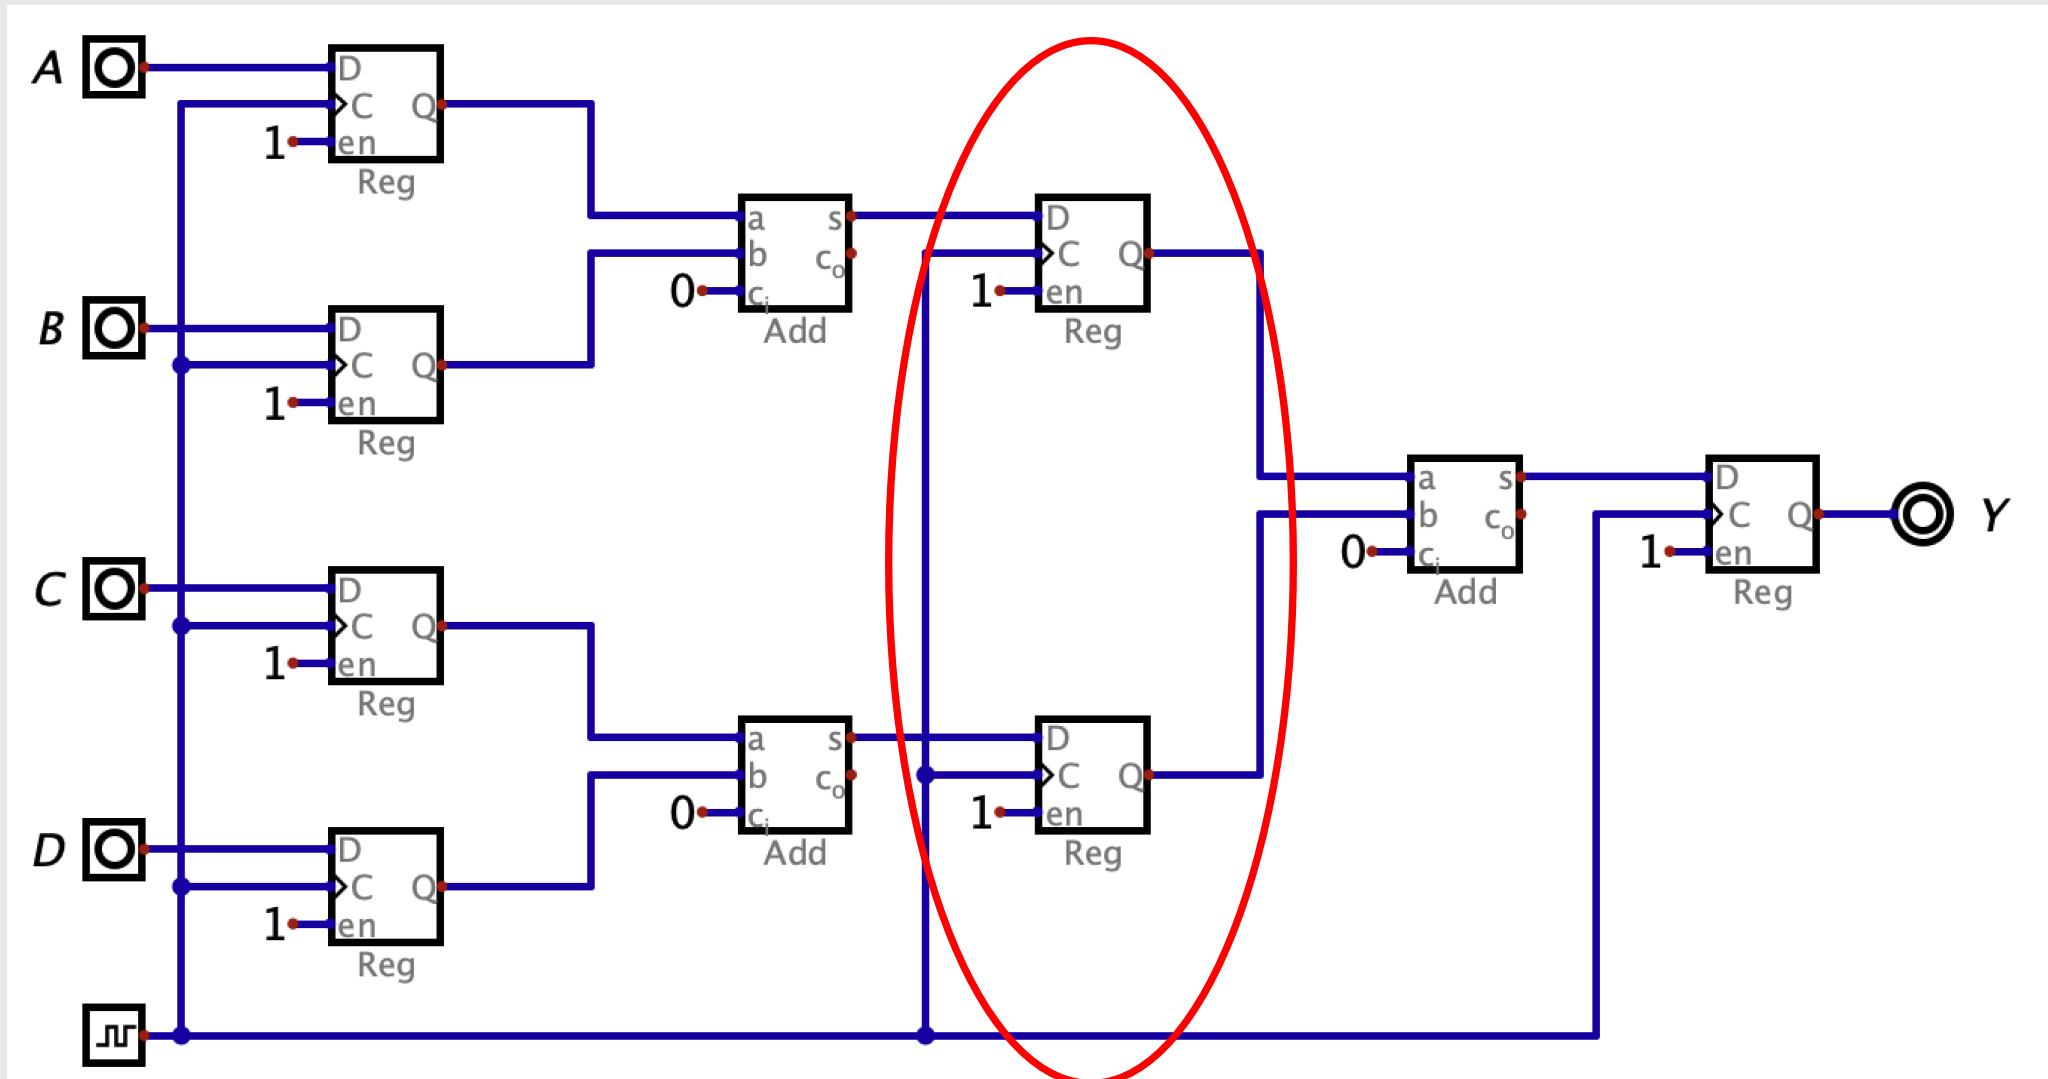 A
D
C Q
1 en
Reg
B
D
C Q
1 en
Reg
a s
b co
0 ci
Add
D
C Q
1 en
Reg
C
D
C Q
1 en
Reg
a s
b co
0 ci
Add
D
C Q
1 en
Reg
Y
D
D
C Q
1 en
Reg
a s
b co
0 ci
Add
D
C Q
1 en
Reg